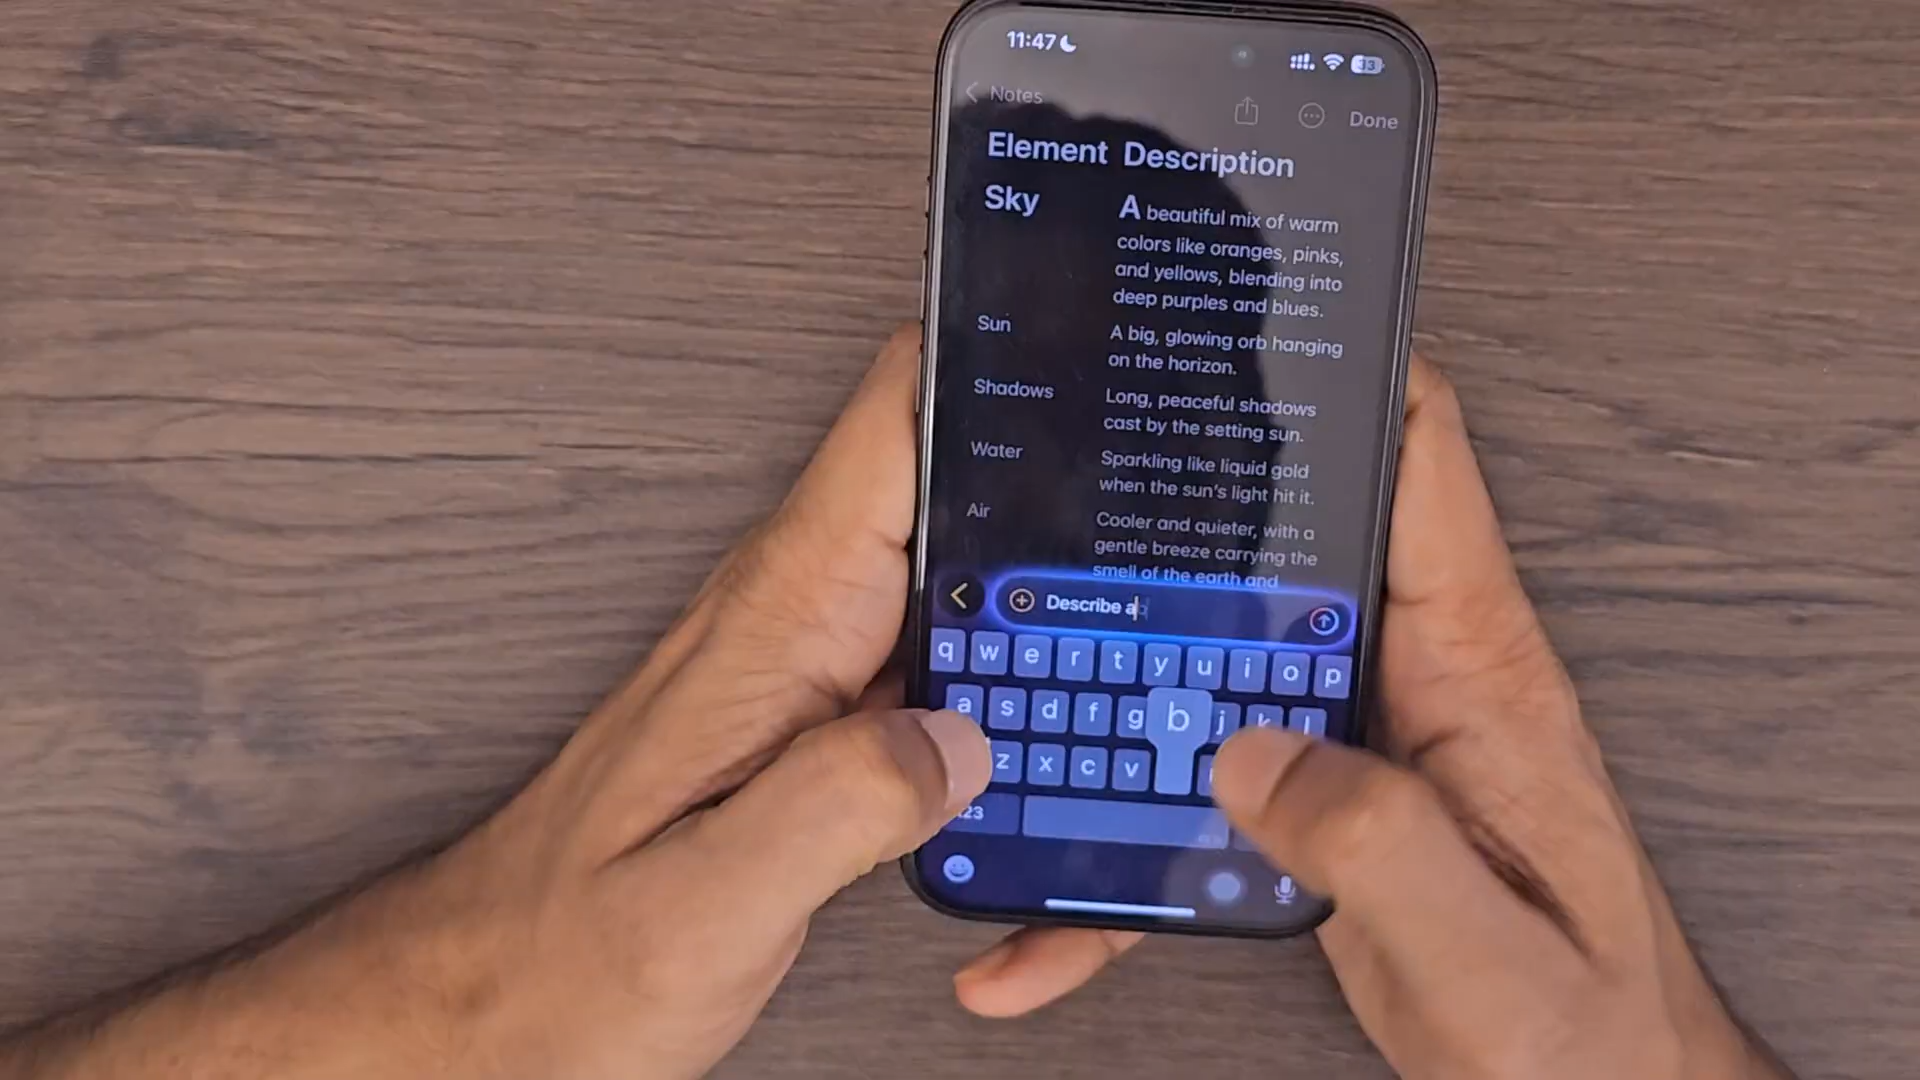 11:47
33
Notes
Done
Element Description
Sky
A beautiful mix of warm
colors like oranges, pinks,
and yellows, blending into
deep purples and blues.
Sun
A big, glowing orb hanging
on the horizon.
Shadows
Long, peaceful shadows
cast by the setting sun.
Water
Sparkling like liquid gold
when the sun's light hit it.
Air
Cooler and quieter, with a
gentle breeze carrying the
smell of the earth and
Describe a
q w e r t y u i o p
a s d f g b j k l
z x c v